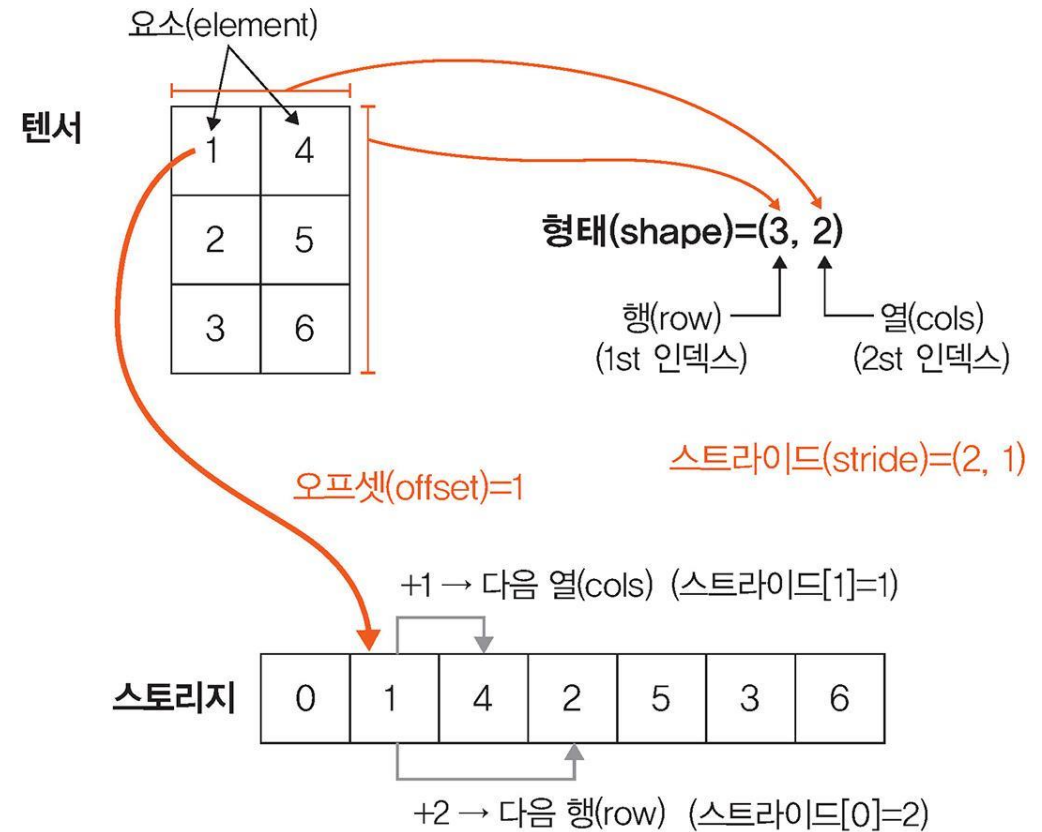 요소(element)
텐서
1 4
2 5
3 6
형태(shape)=(3, 2)
행(row)
(1st 인덱스)
열(cols)
(2st 인덱스)
스트라이드(stride)=(2, 1)
오프셋(offset)=1
+1 → 다음 열(cols) (스트라이드[1]=1)
스토리지
0 1 4 2 5 3 6
+2 → 다음 행(row) (스트라이드[0]=2)